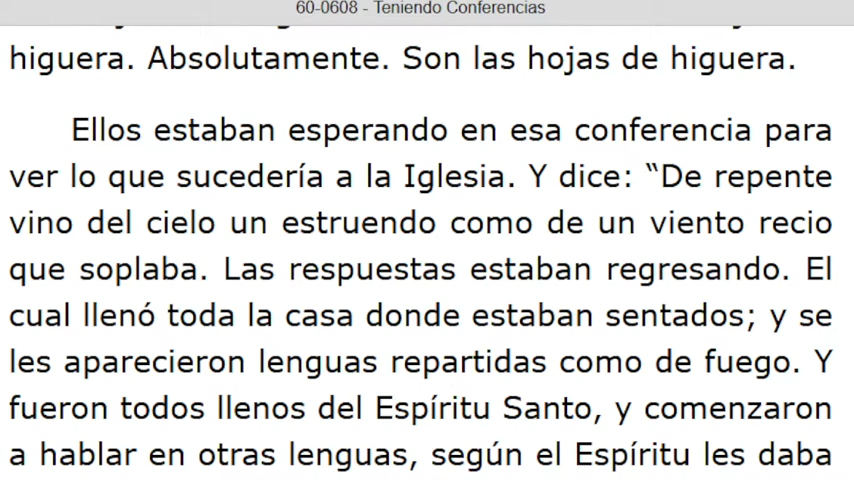 60-0608 - Teniendo Conferencias
higuera. Absolutamente. Son las hojas de higuera.
Ellos estaban esperando en esa conferencia para
ver lo que sucedería a la Iglesia. Y dice: “De repente
vino del cielo un estruendo como de un viento recio
que soplaba. Las respuestas estaban regresando. El
cual llenó toda la casa donde estaban sentados; y se
les aparecieron lenguas repartidas como de fuego. Y
fueron todos llenos del Espíritu Santo, y comenzaron
a hablar en otras lenguas, según el Espíritu les daba